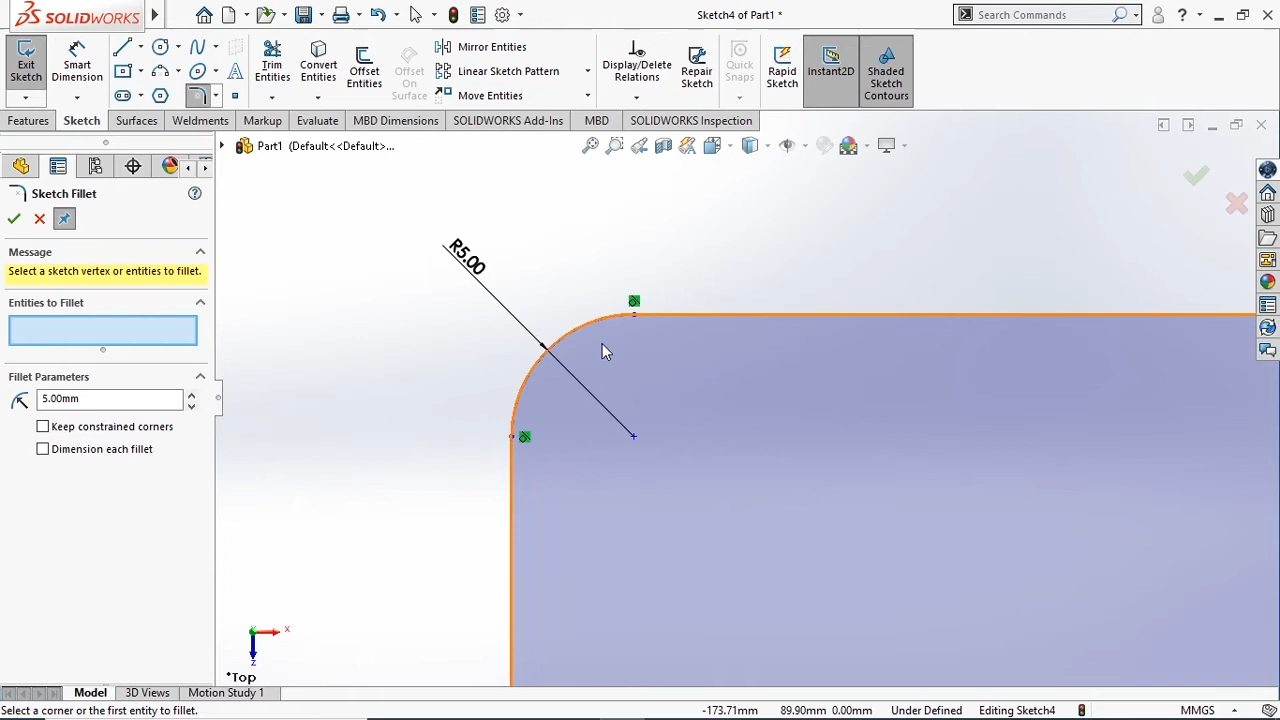 SOLIDWORKS
Sketch4 of Part1 *
Search Commands
Exit Sketch
Smart Dimension
Trim Entities
Convert Entities
Offset Entities
Offset On Surface
Mirror Entities
Linear Sketch Pattern
Move Entities
Display/Delete Relations
Repair Sketch
Quick Snaps
Rapid Sketch
Instant2D
Shaded Sketch Contours
Features
Sketch
Surfaces
Weldments
Markup
Evaluate
MBD Dimensions
SOLIDWORKS Add-Ins
MBD
SOLIDWORKS Inspection
Part1 (Default<<Default>...
Sketch Fillet
Message
Select a sketch vertex or entities to fillet.
Entities to Fillet
Fillet Parameters
5.00mm
Keep constrained corners
Dimension each fillet
R5.00
x
z
*Top
Model
3D Views
Motion Study 1
Select a corner or the first entity to fillet.
-173.71mm
89.90mm 0.00mm
Under Defined
Editing Sketch4
MMGS